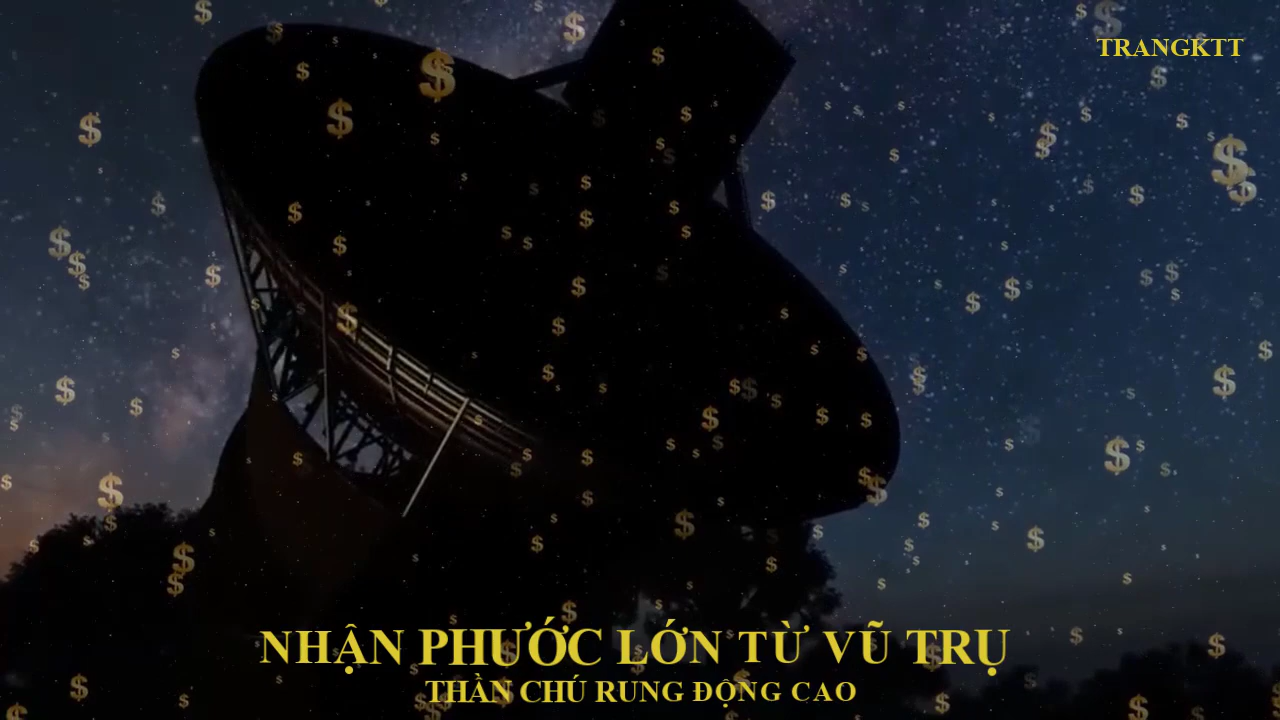 TRANGKTT
NHẬN PHƯỚC LỚN TỪ VŨ TRỤ
THẦN CHÚ RUNG ĐỘNG CAO